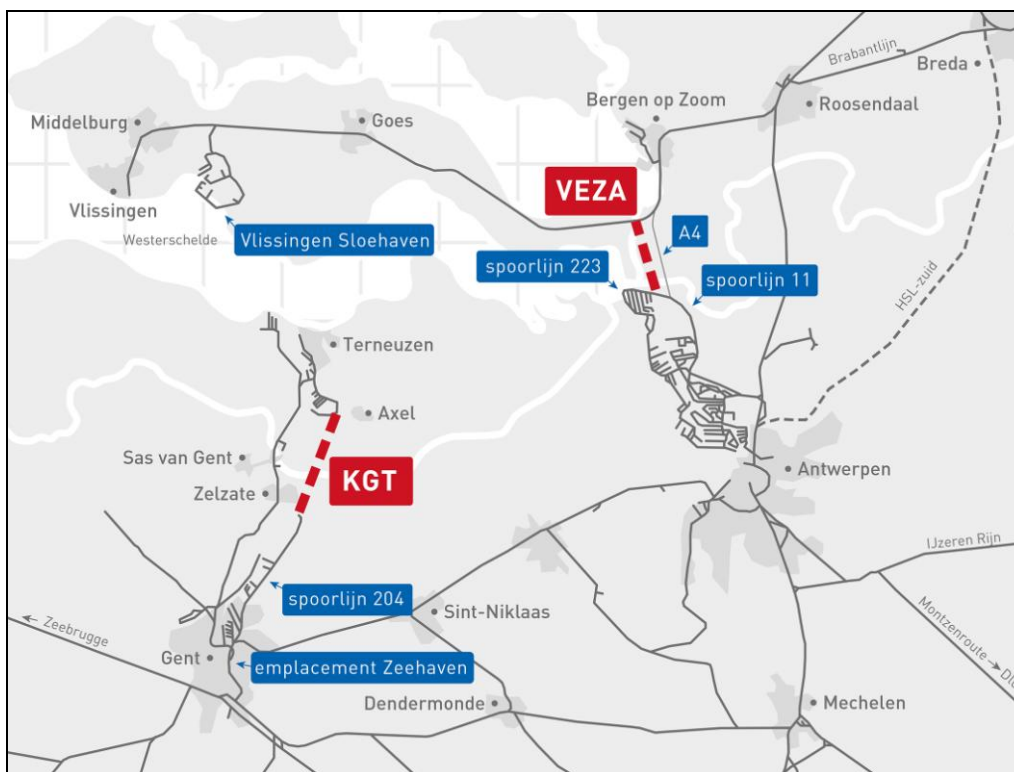 Brabantlijn
Breda
Bergen op Zoom
Roosendaal
Middelburg
Goes
VEZA
Vlissingen
Westerschelde
Vlissingen Sloehaven
A4
spoorlijn 223
spoorlijn 11
HSL-zuid
Terneuzen
Axel
Sas van Gent
KGT
Zelzate
Antwerpen
IJzeren Rijn
spoorlijn 204
Sint-Niklaas
← Zeebrugge
Montzenroute → Dl
Gent
emplacement Zeehaven
Dendermonde
Mechelen